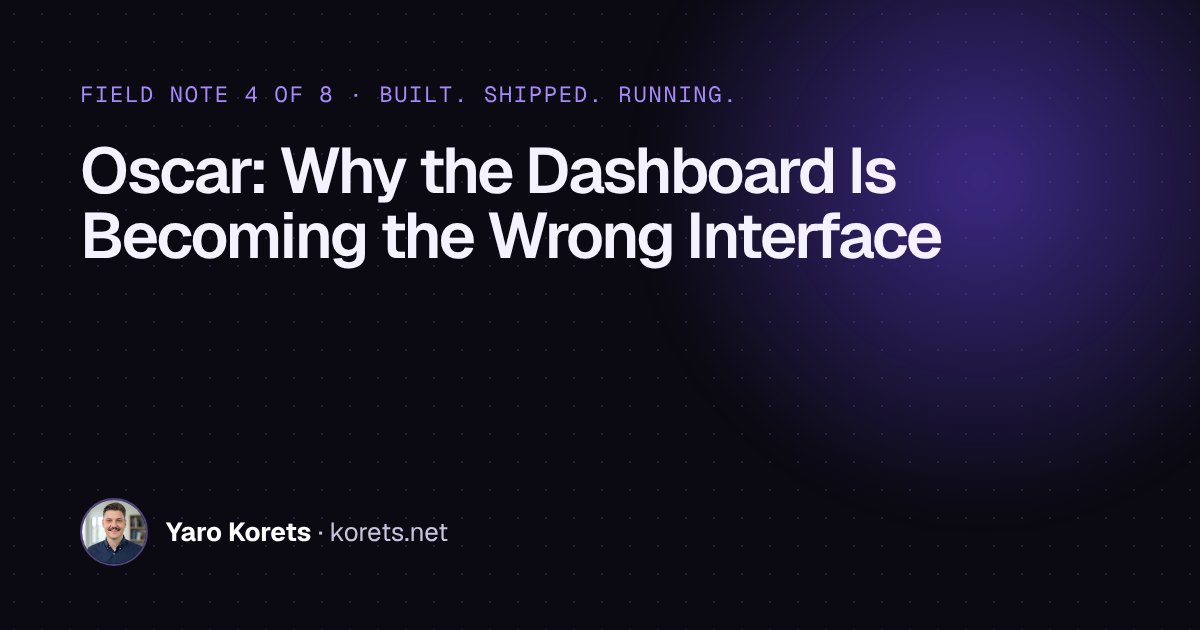 FIELD NOTE 4 OF 8 · BUILT. SHIPPED. RUNNING.
Oscar: Why the Dashboard Is
Becoming the Wrong Interface
Yaro Korets · korets.net